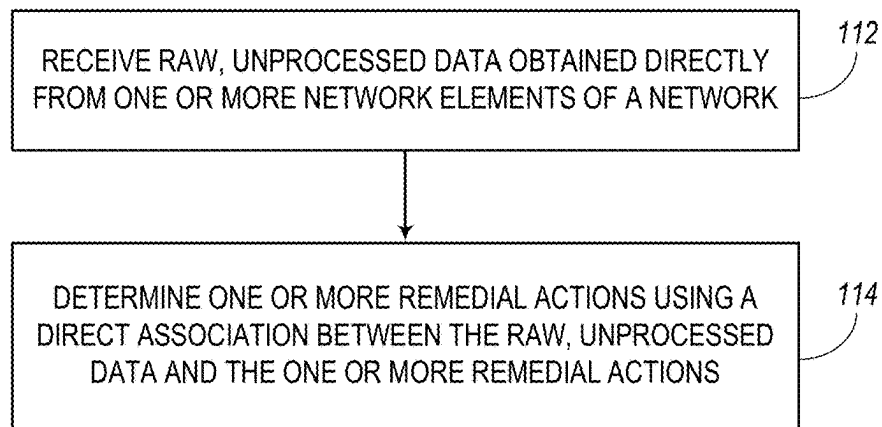 112
RECEIVE RAW, UNPROCESSED DATA OBTAINED DIRECTLY
FROM ONE OR MORE NETWORK ELEMENTS OF A NETWORK
114
DETERMINE ONE OR MORE REMEDIAL ACTIONS USING A
DIRECT ASSOCIATION BETWEEN THE RAW, UNPROCESSED
DATA AND THE ONE OR MORE REMEDIAL ACTIONS